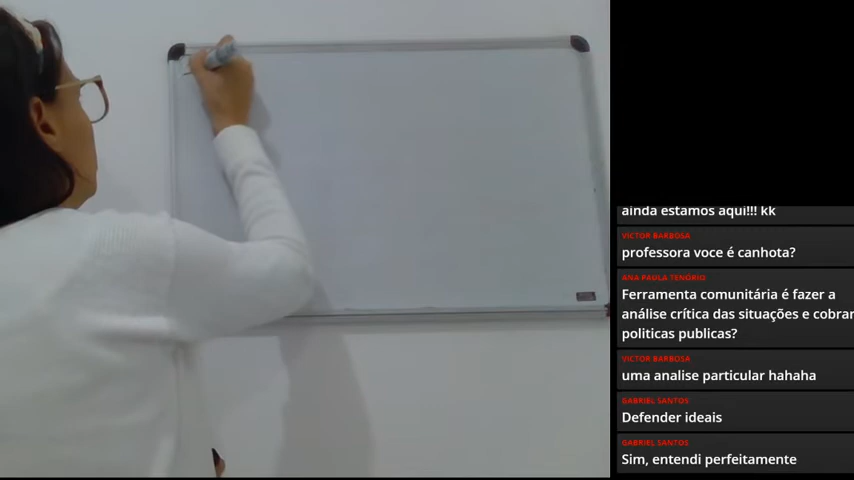 ainda estamos aqui!!! kk
VICTOR BARBOSA
professora voce é canhota?
ANA PAULA TENÓRIO
Ferramenta comunitária é fazer a
análise crítica das situações e cobrar
politicas publicas?
VICTOR BARBOSA
uma analise particular hahaha
GABRIEL SANTOS
Defender ideais
GABRIEL SANTOS
Sim, entendi perfeitamente